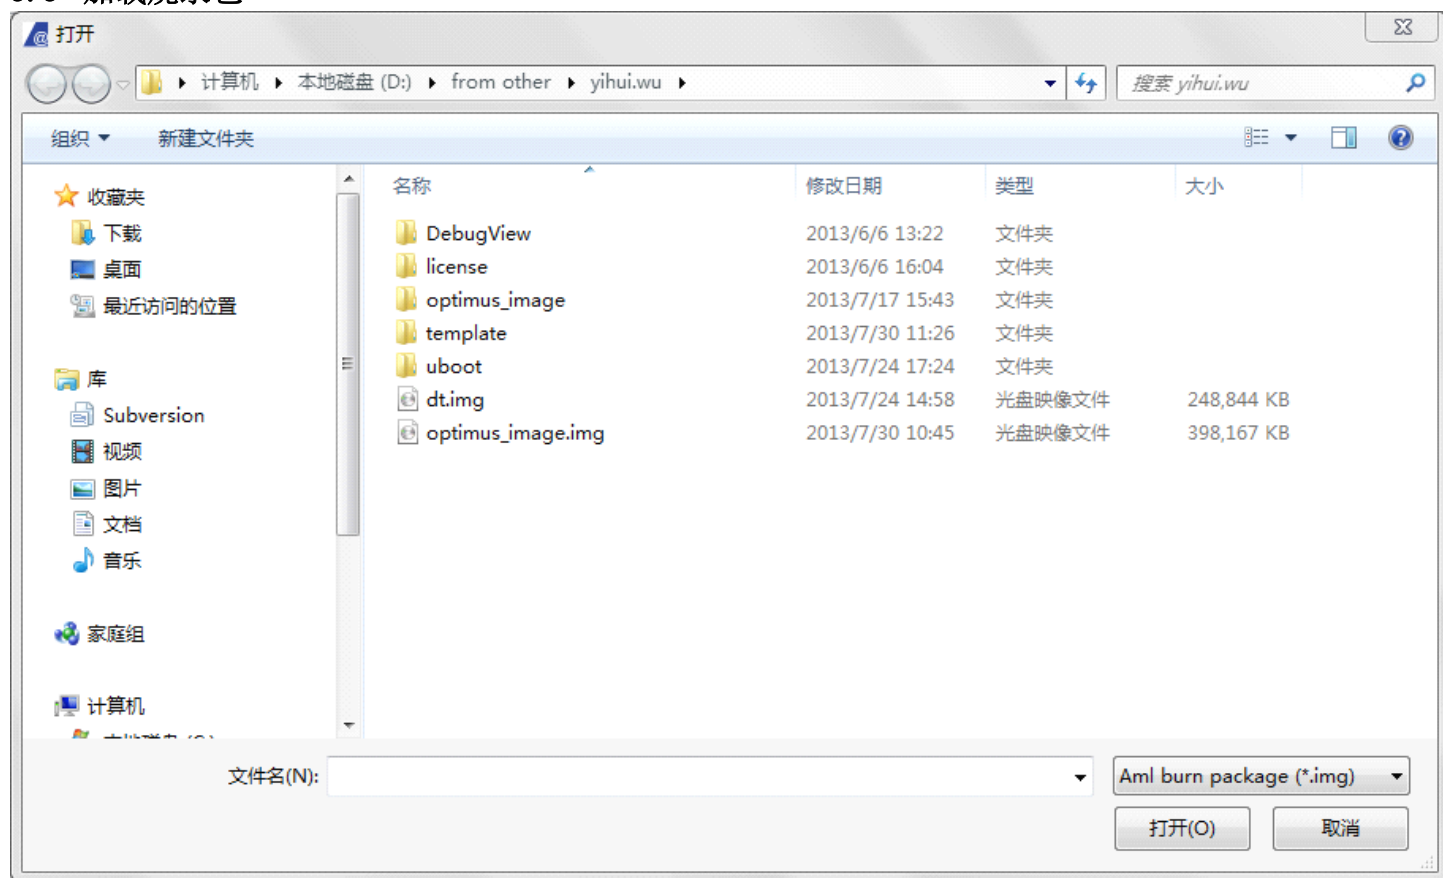 打开
计算机 本地磁盘 (D:) from other yihui.wu 搜索 yihui.wu
组织 新建文件夹
名称 修改日期 类型 大小
收藏夹
下载
桌面
最近访问的位置
库
Subversion
视频
图片
文档
音乐
家庭组
计算机
DebugView 2013/6/6 13:22 文件夹
license 2013/6/6 16:04 文件夹
optimus_image 2013/7/17 15:43 文件夹
template 2013/7/30 11:26 文件夹
uboot 2013/7/24 17:24 文件夹
dt.img 2013/7/24 14:58 光盘映像文件 248,844 KB
optimus_image.img 2013/7/30 10:45 光盘映像文件 398,167 KB
文件名(N): Aml burn package (*.img)
打开(O) 取消